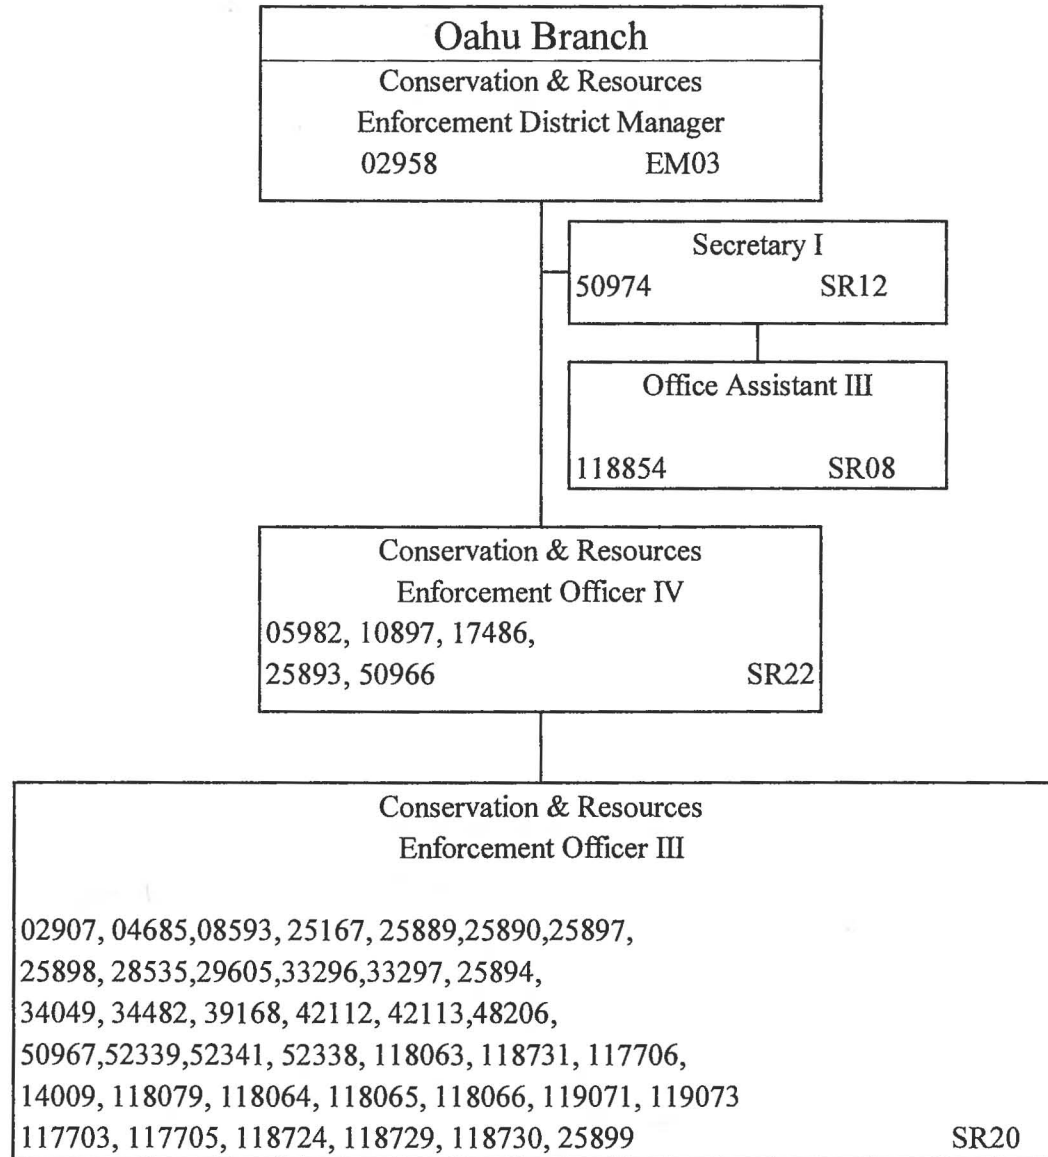 Oahu Branch
Conservation & Resources
Enforcement District Manager
02958 EM03
Secretary I
50974 SR12
Office Assistant III
118854 SR08
Conservation & Resources
Enforcement Officer IV
05982, 10897, 17486,
25893, 50966 SR22
Conservation & Resources
Enforcement Officer III
02907, 04685,08593, 25167, 25889,25890,25897,
25898, 28535,29605,33296,33297, 25894,
34049, 34482, 39168, 42112, 42113,48206,
50967,52339,52341, 52338, 118063, 118731, 117706,
14009, 118079, 118064, 118065, 118066, 119071, 119073
117703, 117705, 118724, 118729, 118730, 25899 SR20